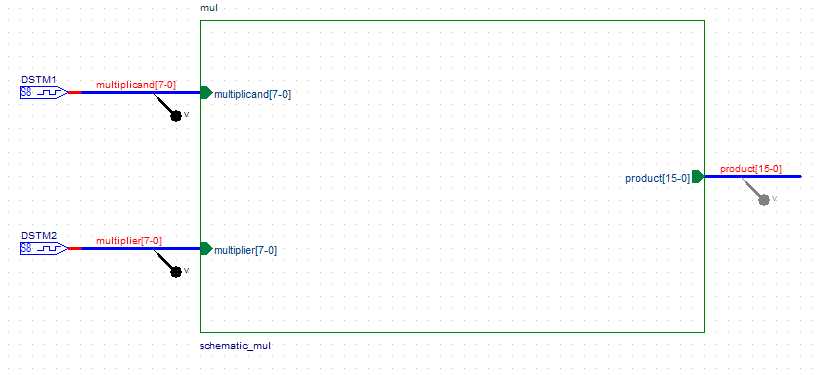 mul
DSTM1
S8
multiplicand[7-0]
V
multiplicand[7-0]
product[15-0]
product[15-0]
V
DSTM2
S8
multiplier[7-0]
V
multiplier[7-0]
schematic_mul